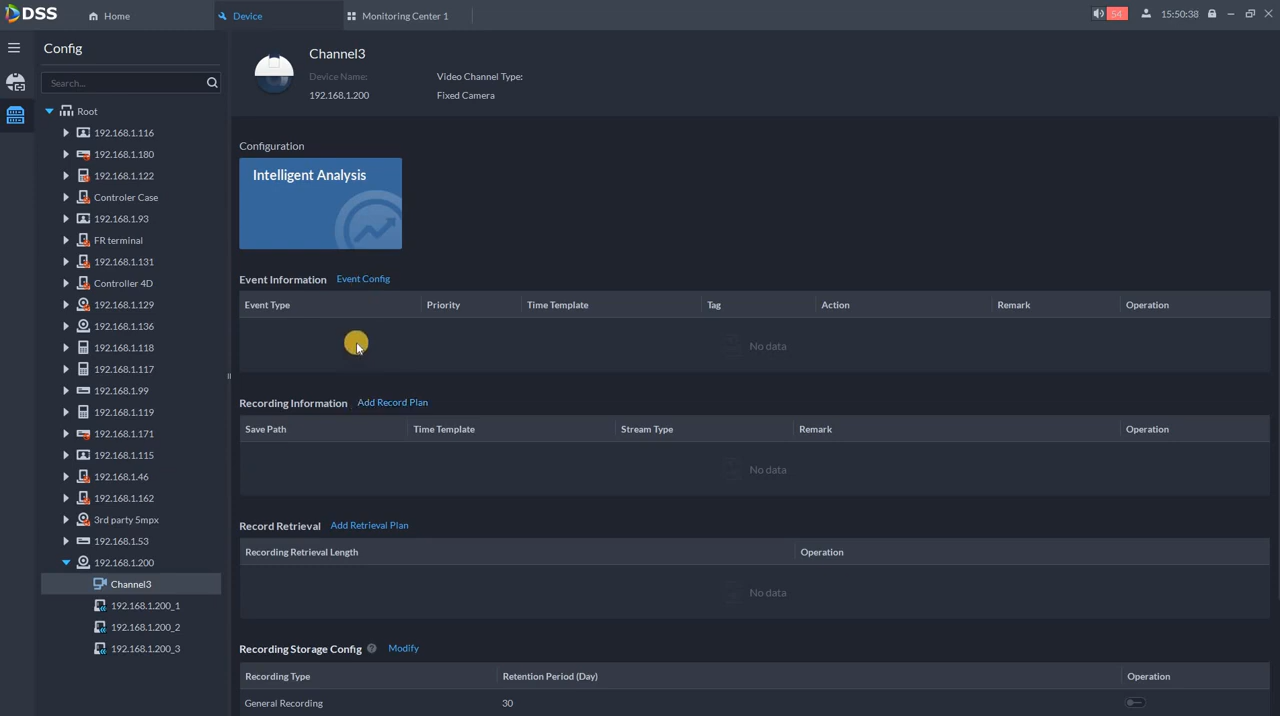 DSS
Home
Device
Monitoring Center 1
54
15:50:38
Config
Search...
Root
192.168.1.116
192.168.1.180
192.168.1.122
Controler Case
192.168.1.93
FR terminal
192.168.1.131
Controller 4D
192.168.1.129
192.168.1.136
192.168.1.118
192.168.1.117
192.168.1.99
192.168.1.119
192.168.1.171
192.168.1.115
192.168.1.46
192.168.1.162
3rd party 5mpx
192.168.1.53
192.168.1.200
Channel3
192.168.1.200_1
192.168.1.200_2
192.168.1.200_3
Channel3
Device Name: Video Channel Type:
192.168.1.200 Fixed Camera
Configuration
Intelligent Analysis
Event Information Event Config
Event Type Priority Time Template Tag Action Remark Operation
No data
Recording Information Add Record Plan
Save Path Time Template Stream Type Remark Operation
No data
Record Retrieval Add Retrieval Plan
Recording Retrieval Length Operation
No data
Recording Storage Config ? Modify
Recording Type Retention Period (Day) Operation
General Recording 30